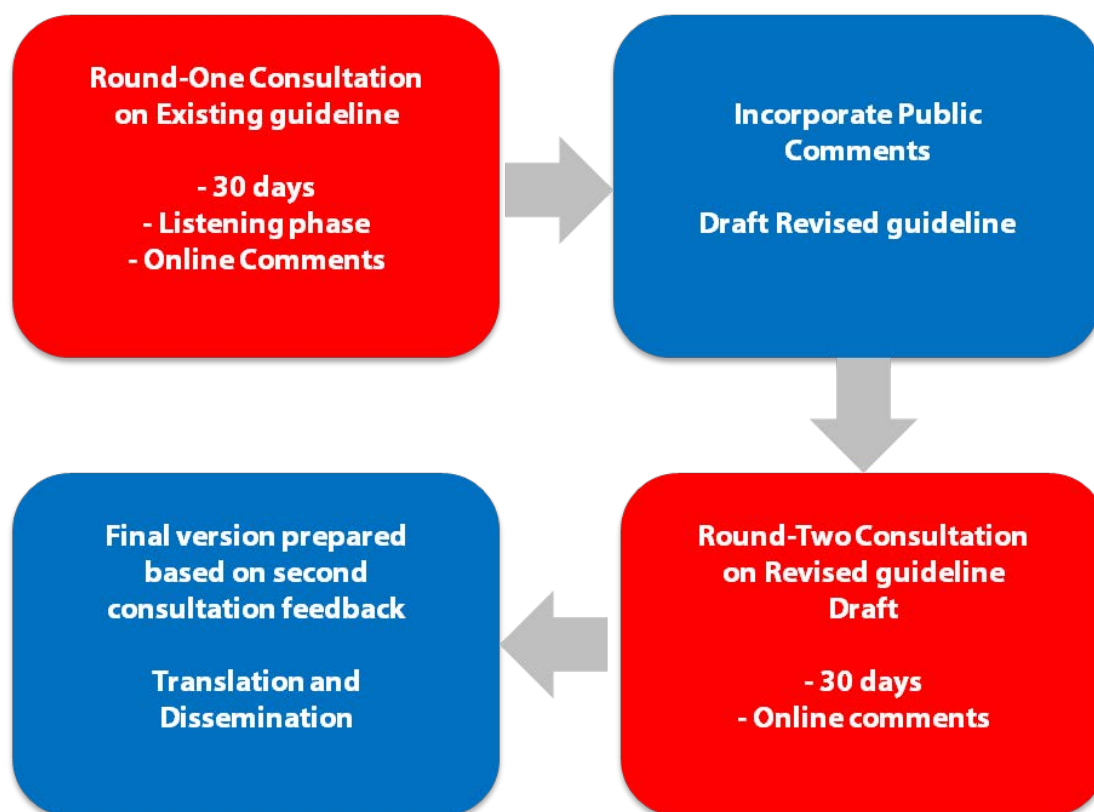 Round-One Consultation
on Existing guideline
- 30 days
- Listening phase
- Online Comments
Incorporate Public
Comments
Draft Revised guideline
Round-Two Consultation
on Revised guideline
Draft
- 30 days
- Online comments
Final version prepared
based on second
consultation feedback
Translation and
Dissemination